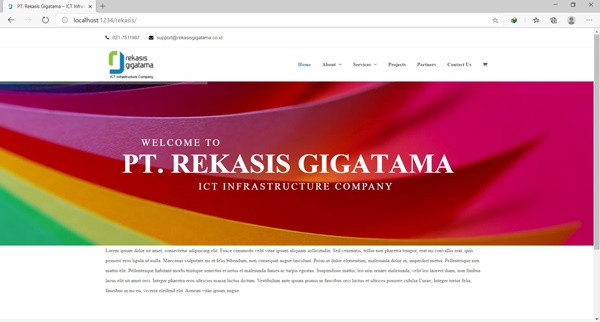 PT. Rekasis Gigatama – ICT Infras
localhost:1234/rekasis/
021-7511987 support@rekasisgigatama.co.id
rekasis
gigatama
ICT Infrastructure Company
Home About Services Projects Partners Contact Us
WELCOME TO
PT. REKASIS GIGATAMA
ICT INFRASTRUCTURE COMPANY
Lorem ipsum dolor sit amet, consectetur adipiscing elit. Fusce commodo velit vitae ipsum aliquam sollicitudin. Sed venenatis, tellus non pharetra tempor, erat mi convallis erat, quis
posuere eros ligula ut nulla. Maecenas vulputate mi et felis bibendum, non consequat augue tincidunt. Proin ut dolor elementum, malesuada dolor in, imperdiet metus. Pellentesque non
mattis elit. Pellentesque habitant morbi tristique senectus et netus et malesuada fames ac turpis egestas. Suspendisse mattis, leo non ornare malesuada, velit leo laoreet diam, non finibus
lacus elit sit amet orci. Integer pharetra eros ultricies massa luctus dictum. Vestibulum ante ipsum primis in faucibus orci luctus et ultrices posuere cubilia Curae; Integer tortor felis,
faucibus in mi eu, viverra eleifend elit. Aenean vitae ipsum augue.